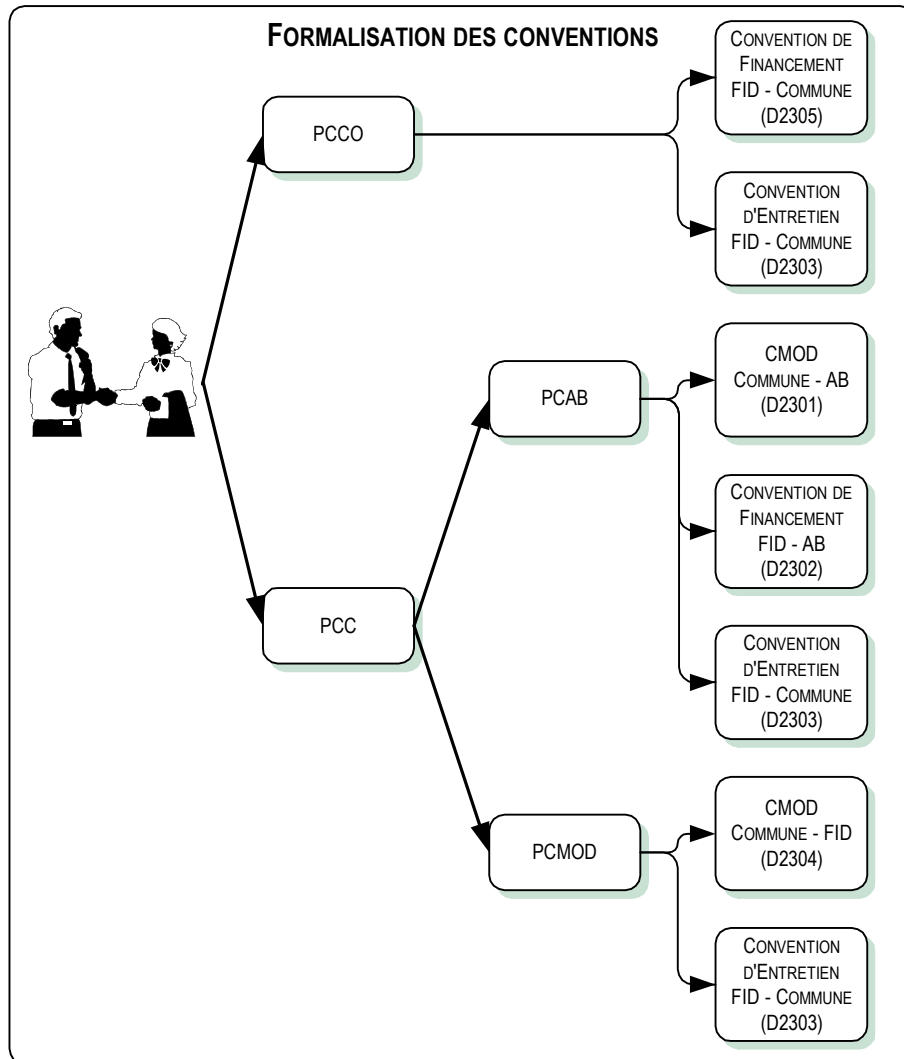 FORMALISATION DES CONVENTIONS
CONVENTION DE
FINANCEMENT
FID - COMMUNE
(D2305)
PCCO
CONVENTION
D'ENTRETIEN
FID - COMMUNE
(D2303)
CMOD
COMMUNE - AB
(D2301)
PCAB
CONVENTION DE
FINANCEMENT
FID - AB
(D2302)
PCC
CONVENTION
D'ENTRETIEN
FID - COMMUNE
(D2303)
CMOD
COMMUNE - FID
(D2304)
PCMOD
CONVENTION
D'ENTRETIEN
FID - COMMUNE
(D2303)